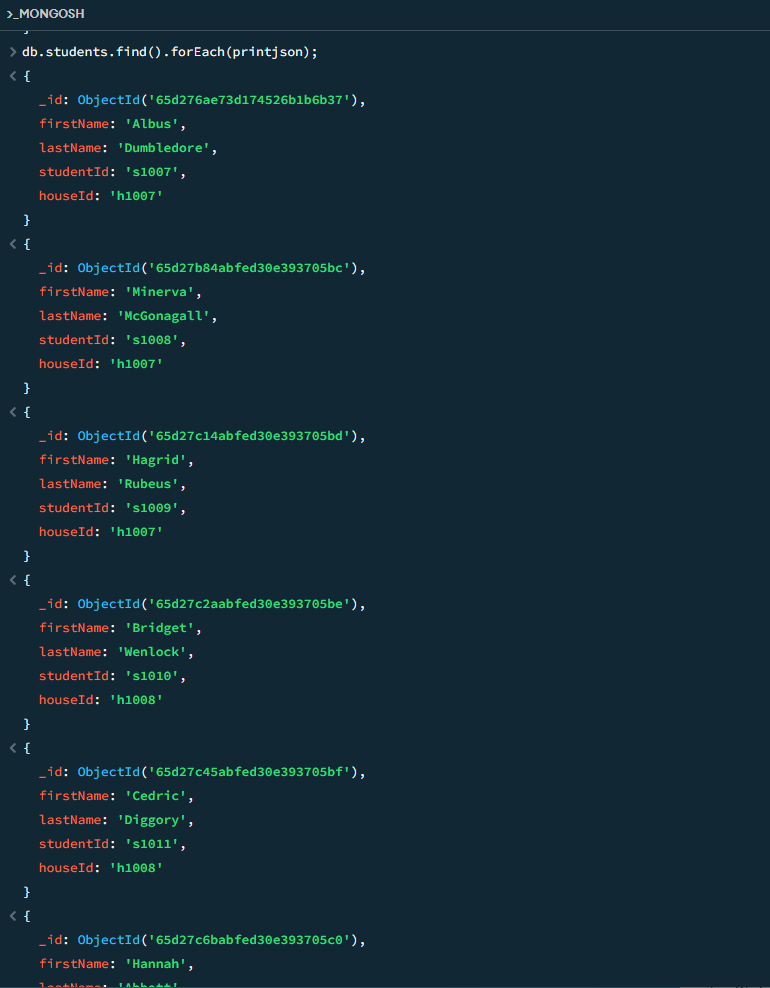 >_MONGOSH
> db.students.find().forEach(printjson);
< {
_id: ObjectId('65d276ae73d174526b1b6b37'),
firstName: 'Albus',
lastName: 'Dumbledore',
studentId: 's1007',
houseId: 'h1007'
}
< {
_id: ObjectId('65d27b84abfed30e393705bc'),
firstName: 'Minerva',
lastName: 'McGonagall',
studentId: 's1008',
houseId: 'h1007'
}
< {
_id: ObjectId('65d27c14abfed30e393705bd'),
firstName: 'Hagrid',
lastName: 'Rubeus',
studentId: 's1009',
houseId: 'h1007'
}
< {
_id: ObjectId('65d27c2aabfed30e393705be'),
firstName: 'Bridget',
lastName: 'Wenlock',
studentId: 's1010',
houseId: 'h1008'
}
< {
_id: ObjectId('65d27c45abfed30e393705bf'),
firstName: 'Cedric',
lastName: 'Diggory',
studentId: 's1011',
houseId: 'h1008'
}
< {
_id: ObjectId('65d27c6babfed30e393705c0'),
firstName: 'Hannah',
lastName: 'Abbott',